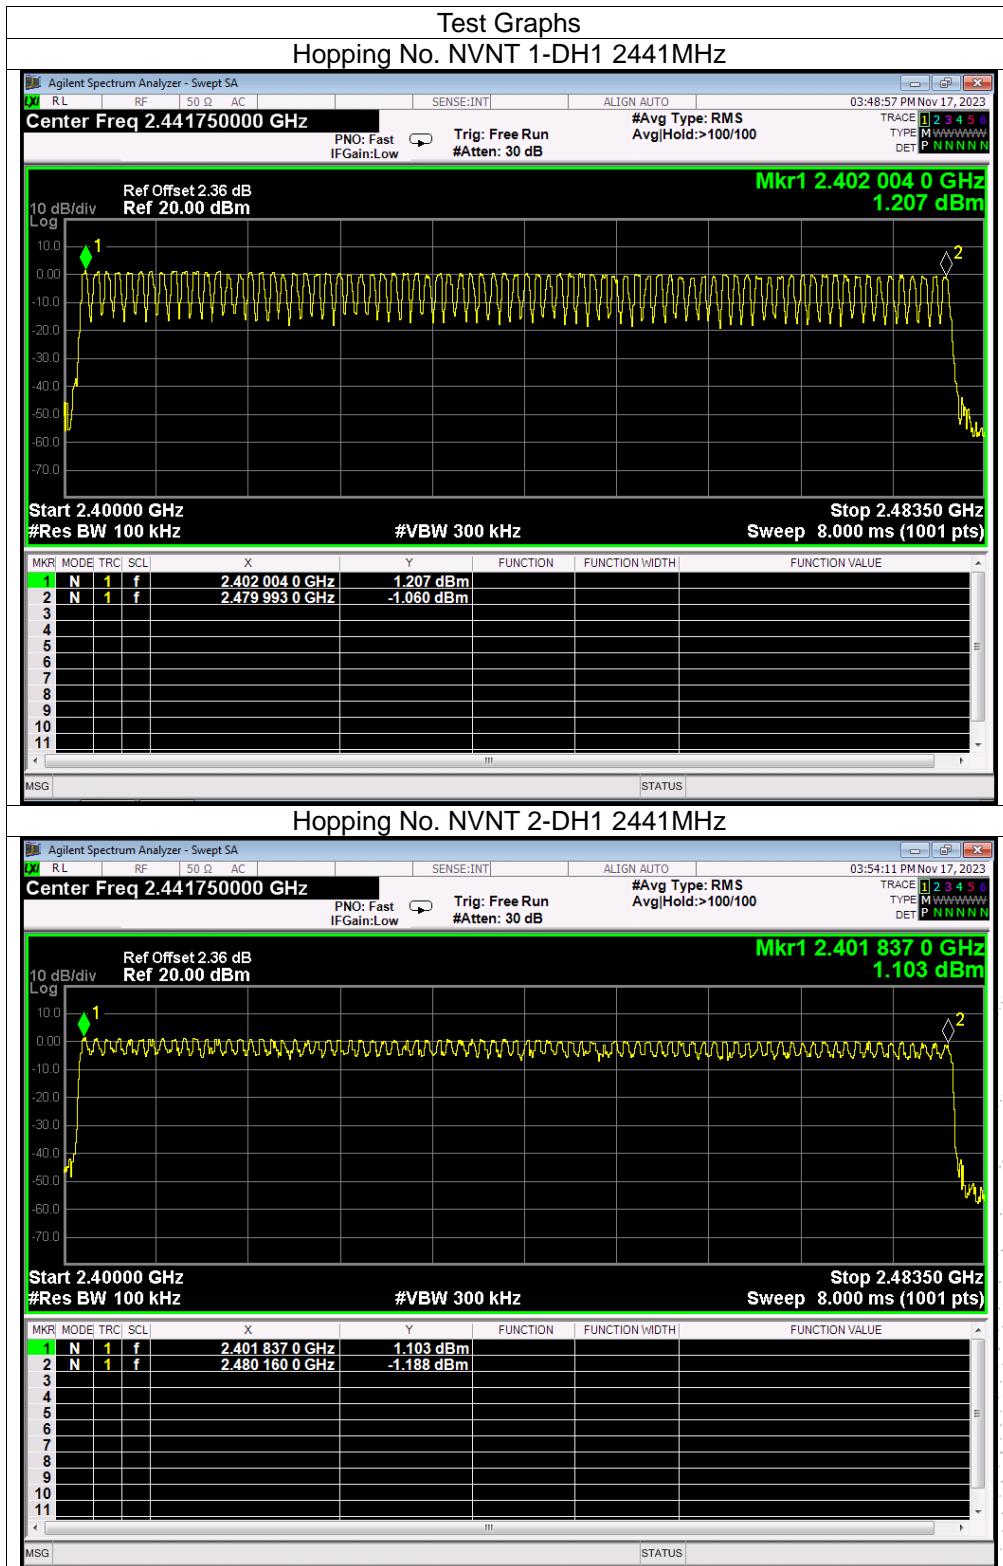 Test Graphs
Hopping No. NVNT 1-DH1 2441MHz
Agilent Spectrum Analyzer - Swept SA
LXI RL RF 50 Ω AC SENSE:INT ALIGN AUTO 03:48:57 PM Nov 17, 2023
Center Freq 2.441750000 GHz #Avg Type: RMS TRACE 1 2 3 4 5 6
PNO: Fast Trig: Free Run Avg|Hold:>100/100 TYPE M WWWWW
IFGain:Low #Atten: 30 dB DET P N N N N N
Mkr1 2.402 004 0 GHz
Ref Offset 2.36 dB
10 dB/div Ref 20.00 dBm 1.207 dBm
Log
10.0
1
2
0.00
-10.0
-20.0
-30.0
-40.0
-50.0
-60.0
-70.0
Start 2.40000 GHz Stop 2.48350 GHz
#Res BW 100 kHz #VBW 300 kHz Sweep 8.000 ms (1001 pts)
MKR MODE TRC SCL X Y FUNCTION FUNCTION WIDTH FUNCTION VALUE
1 N 1 f 2.402 004 0 GHz 1.207 dBm
2 N 1 f 2.479 993 0 GHz -1.060 dBm
3
4
5
6
7
8
9
10
11
MSG STATUS
Hopping No. NVNT 2-DH1 2441MHz
Agilent Spectrum Analyzer - Swept SA
LXI RL RF 50 Ω AC SENSE:INT ALIGN AUTO 03:54:11 PM Nov 17, 2023
Center Freq 2.441750000 GHz #Avg Type: RMS TRACE 1 2 3 4 5 6
PNO: Fast Trig: Free Run Avg|Hold:>100/100 TYPE M WWWWW
IFGain:Low #Atten: 30 dB DET P N N N N N
Mkr1 2.401 837 0 GHz
Ref Offset 2.36 dB
10 dB/div Ref 20.00 dBm 1.103 dBm
Log
10.0
1
2
0.00
-10.0
-20.0
-30.0
-40.0
-50.0
-60.0
-70.0
Start 2.40000 GHz Stop 2.48350 GHz
#Res BW 100 kHz #VBW 300 kHz Sweep 8.000 ms (1001 pts)
MKR MODE TRC SCL X Y FUNCTION FUNCTION WIDTH FUNCTION VALUE
1 N 1 f 2.401 837 0 GHz 1.103 dBm
2 N 1 f 2.480 160 0 GHz -1.188 dBm
3
4
5
6
7
8
9
10
11
MSG STATUS